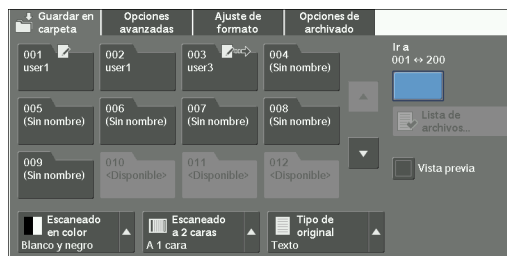 Guardar en
carpeta
Opciones
avanzadas
Ajuste de
formato
Opciones de
archivado
001
user1
002
user1
003
user3
004
(Sin nombre)
Ir a
001 ↔ 200
005
(Sin nombre)
006
(Sin nombre)
007
(Sin nombre)
008
(Sin nombre)
Lista de
archivos...
009
(Sin nombre)
010
<Disponible>
011
<Disponible>
012
<Disponible>
Vista previa
Escaneado
en color
Blanco y negro
Escaneado
a 2 caras
A 1 cara
Tipo de
original
Texto